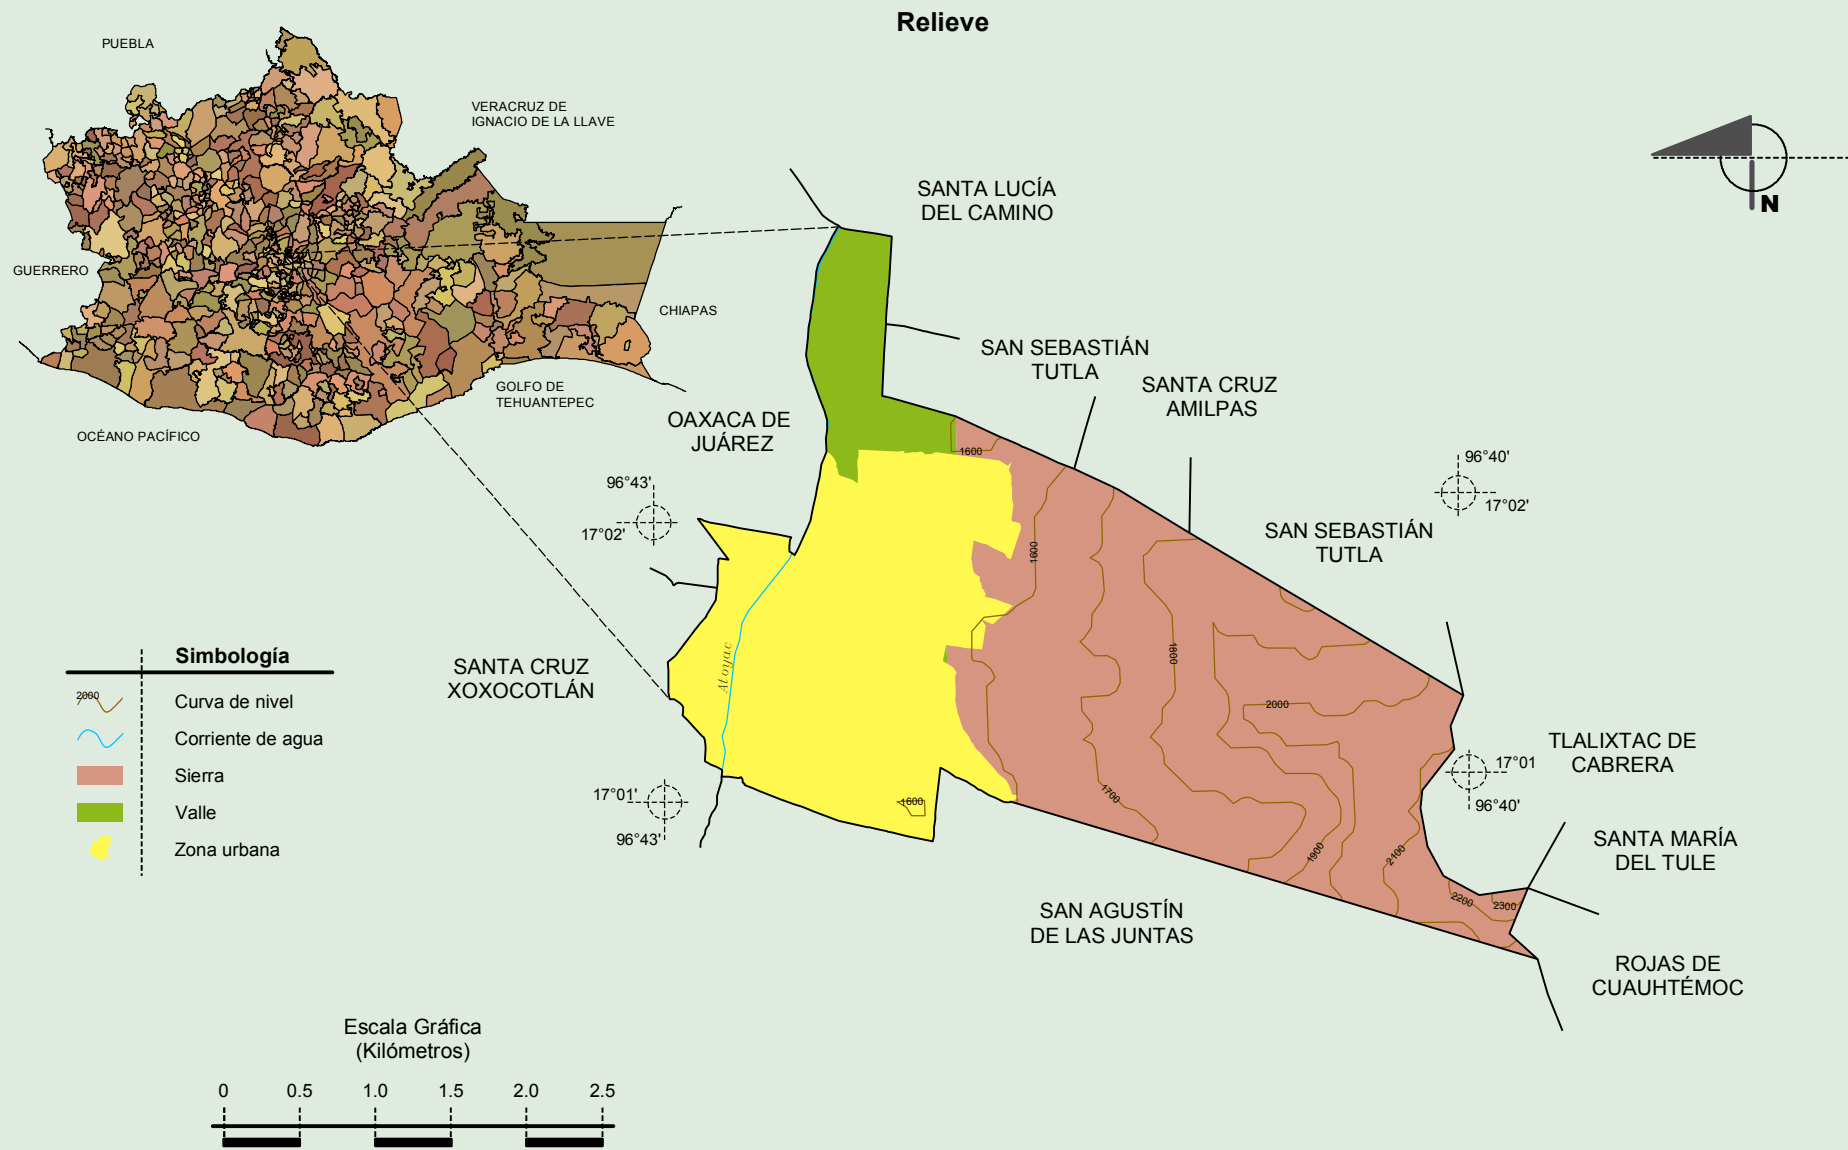 Relieve
PUEBLA
VERACRUZ DE
IGNACIO DE LA LLAVE
GUERRERO
CHIAPAS
GOLFO DE
TEHUANTEPEC
OCÉANO PACÍFICO
N
SANTA LUCÍA
DEL CAMINO
SAN SEBASTIÁN
TUTLA
SANTA CRUZ
AMILPAS
OAXACA DE
JUÁREZ
96°43'
17°02'
96°40'
17°02'
SAN SEBASTIÁN
TUTLA
1600
1600
1800
2000
Atoyac
SANTA CRUZ
XOXOCOTLÁN
TLALIXTAC DE
CABRERA
17°01
96°40'
17°01'
96°43'
1600
1700
1900
2100
2200
2300
SANTA MARÍA
DEL TULE
SAN AGUSTÍN
DE LAS JUNTAS
ROJAS DE
CUAUHTÉMOC
Simbología
2000
Curva de nivel
Corriente de agua
Sierra
Valle
Zona urbana
Escala Gráfica
(Kilómetros)
0 0.5 1.0 1.5 2.0 2.5